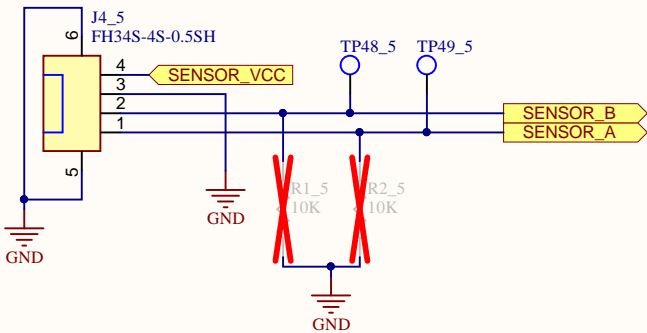 J4_5
FH34S-4S-0.5SH
6
TP48_5
TP49_5
4
SENSOR_VCC
3
2
SENSOR_B
1
SENSOR_A
5
R1_5
10K
R2_5
10K
GND
GND
GND